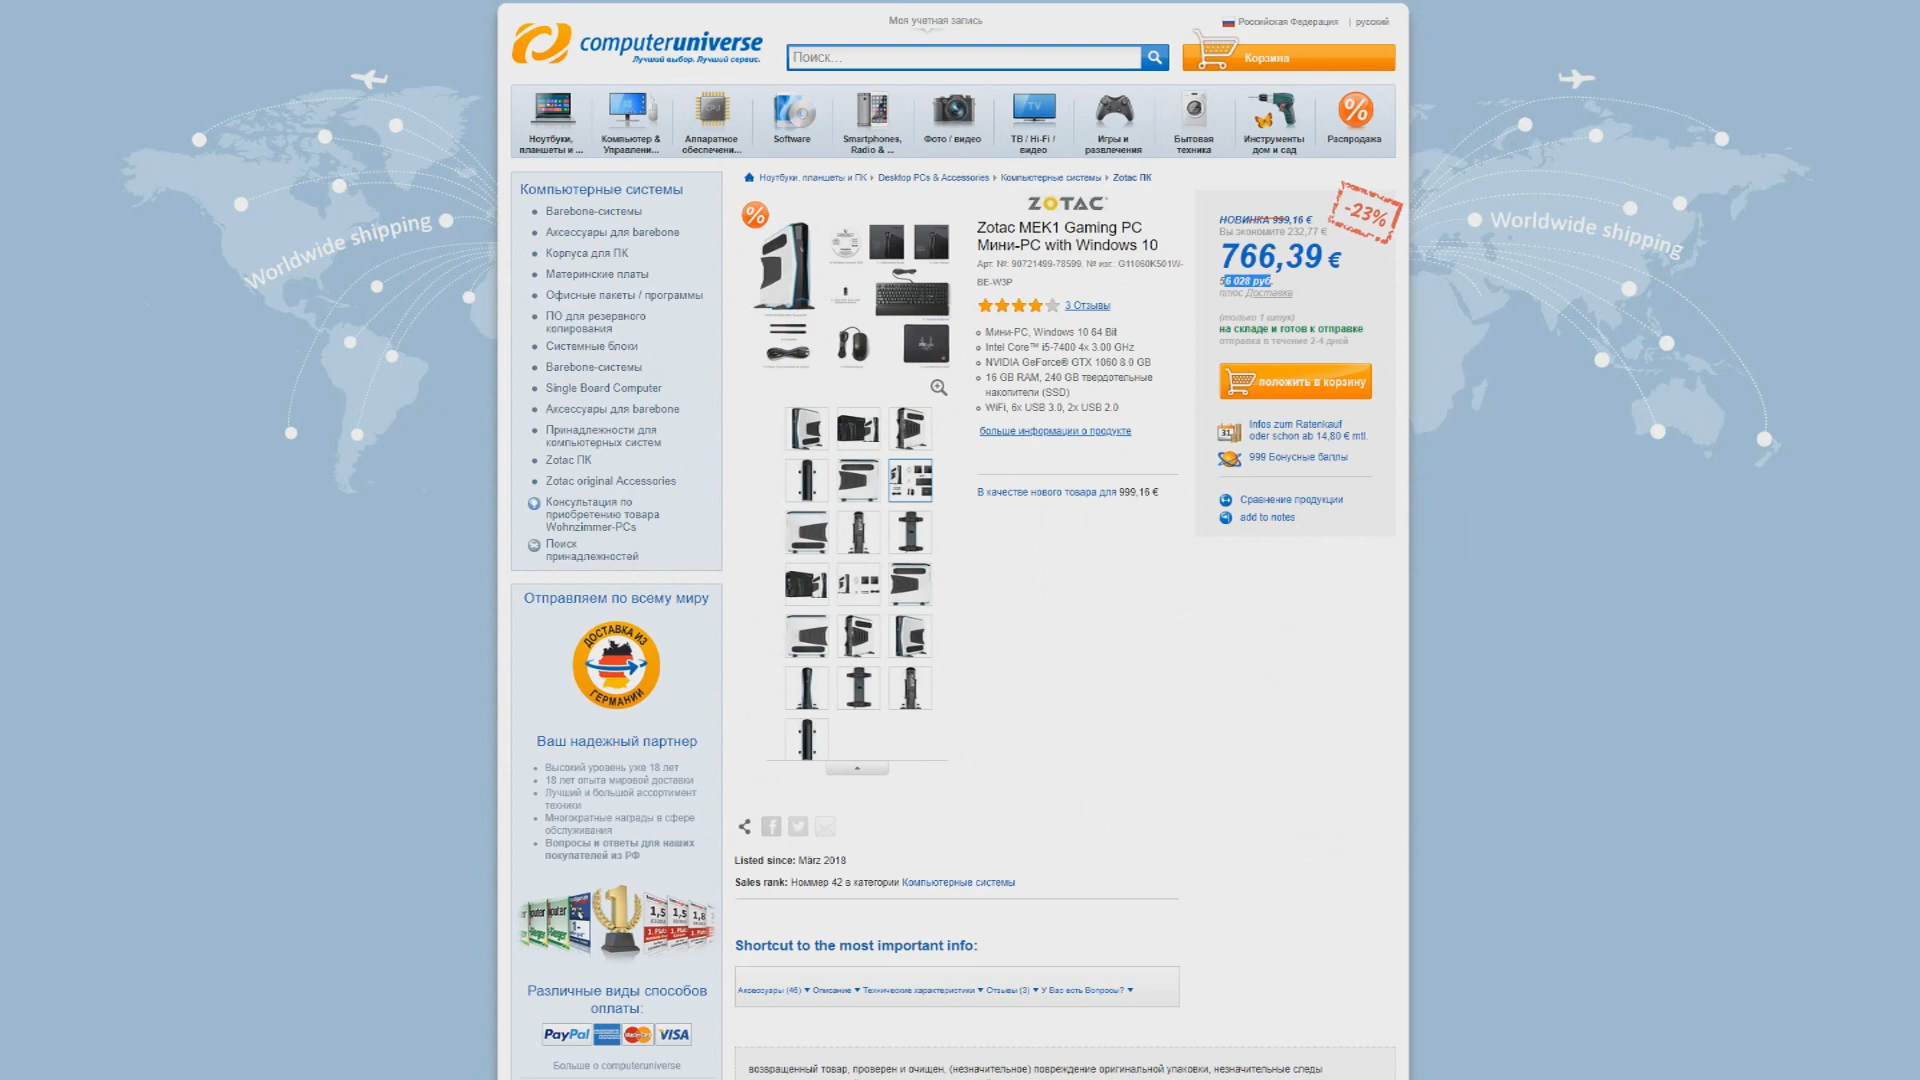 Моя учетная запись
Российская Федерация | русский
computeruniverse
Лучший выбор. Лучший сервис.
Поиск...
Корзина
Ноутбуки, планшеты и ...
Компьютер & Управлени...
Аппаратное обеспечени...
Software
Smartphones, Radio & ...
Фото / видео
ТВ / Hi-Fi / видео
Игры и развлечения
Бытовая техника
Инструменты дом и сад
Распродажа
Worldwide shipping
Worldwide shipping
Компьютерные системы
Barebone-системы
Аксессуары для barebone
Корпуса для ПК
Материнские платы
Офисные пакеты / программы
ПО для резервного
копирования
Системные блоки
Barebone-системы
Single Board Computer
Аксессуары для barebone
Принадлежности для
компьютерных систем
Zotac ПК
Zotac original Accessories
Консультация по
приобретению товара
Wohnzimmer-PCs
Поиск
принадлежностей
Отправляем по всему миру
ДОСТАВКА ИЗ
ГЕРМАНИИ
Ваш надежный партнер
Высокий уровень уже 18 лет
18 лет опыта мировой доставки
Лучший и большой ассортимент
техники
Многократные награды в сфере
обслуживания
Вопросы и ответы для наших
покупателей из РФ
Различные виды способов
оплаты:
PayPal MasterCard VISA
Больше о computeruniverse
Ноутбуки, планшеты и ПК Desktop PCs & Accessories Компьютерные системы Zotac ПК
ZOTAC
Zotac MEK1 Gaming PC
Мини-PC with Windows 10
Арт. №: 90721499-78599, № изг.: G11060K501W-
BE-W3P
3 Отзывы
Мини-PC, Windows 10 64 Bit
Intel Core™ i5-7400 4x 3.00 GHz
NVIDIA GeForce® GTX 1060 8.0 GB
16 GB RAM, 240 GB твердотельные
накопители (SSD)
WiFi, 6x USB 3.0, 2x USB 2.0
больше информации о продукте
В качестве нового товара для 999,16 €
НОВИНКА 999,16 €
-23%
Вы экономите 232,77 €
766,39 €
56 028 руб.
плюс Доставка
(только 1 штук)
на складе и готов к отправке
отправка в течение 2-4 дней
положить в корзину
Infos zum Ratenkauf
oder schon ab 14,80 € mtl.
999 Бонусные баллы
Сравнение продукции
add to notes
Listed since: März 2018
Sales rank: Номмер 42 в категории Компьютерные системы
Shortcut to the most important info:
Аксессуары (46) Описание Технические характеристики Отзывы (3) У Вас есть Вопросы?
возвращенный товар, проверен и очищен, (незначительное) повреждение оригинальной упаковки, незначительные следы